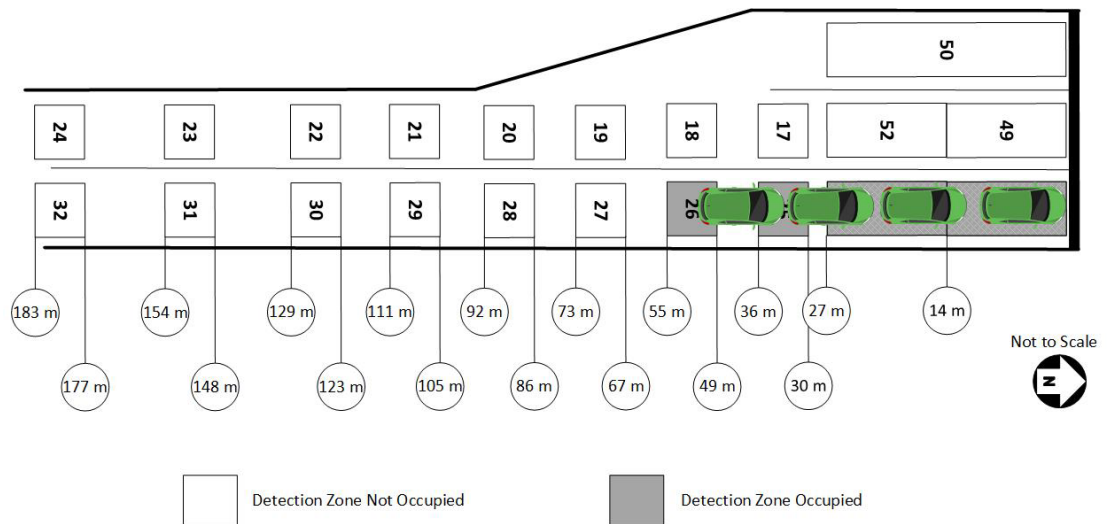 50
24 23 22 21 20 19 18 17 52 49
32 31 30 29 28 27 26
183 m 154 m 129 m 111 m 92 m 73 m 55 m 36 m 27 m 14 m
Not to Scale
177 m 148 m 123 m 105 m 86 m 67 m 49 m 30 m
N
Detection Zone Not Occupied
Detection Zone Occupied